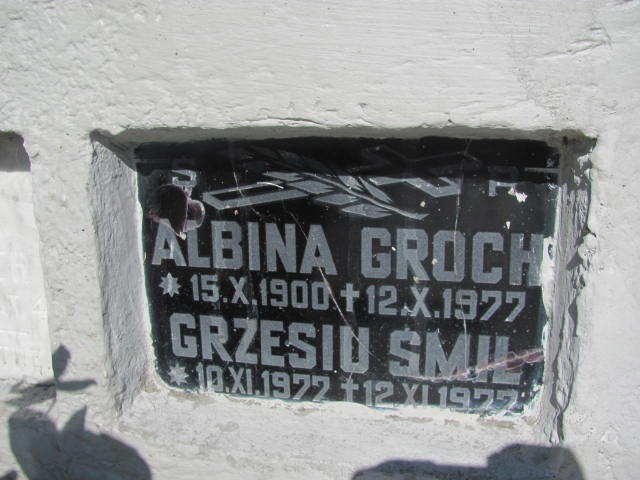 Ś P
ALBINA GROCH
* 15.X.1900 † 12.X.1977
GRZESIU SMIL
* 10.XI.1977 † 12.XI.1977